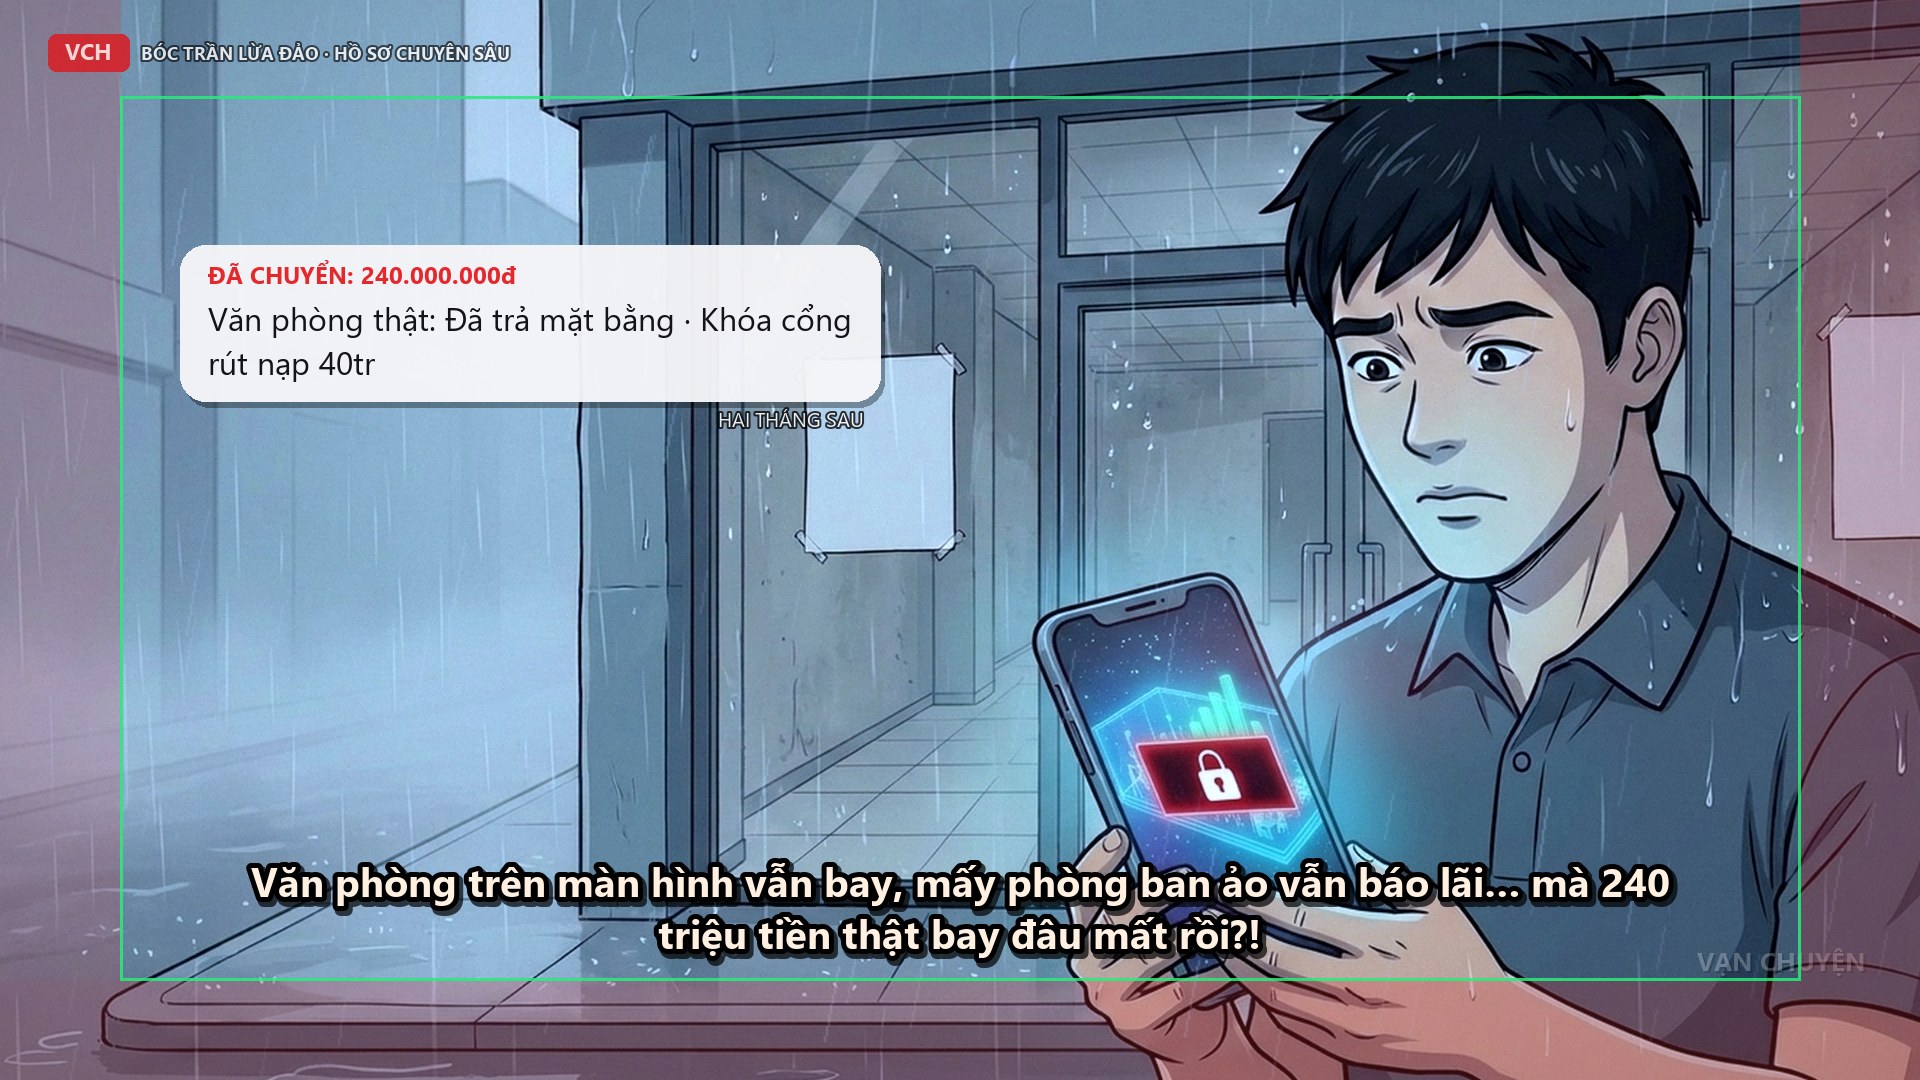 VCH BÓC TRẦN LỪA ĐẢO · HỒ SƠ CHUYÊN SÂU
ĐÃ CHUYỂN: 240.000.000đ
Văn phòng thật: Đã trả mặt bằng · Khóa cổng
rút nạp 40tr
HAI THÁNG SAU
Văn phòng trên màn hình vẫn bay, mấy phòng ban ảo vẫn báo lãi... mà 240
triệu tiền thật bay đâu mất rồi?!
VẠN CHUYỆN